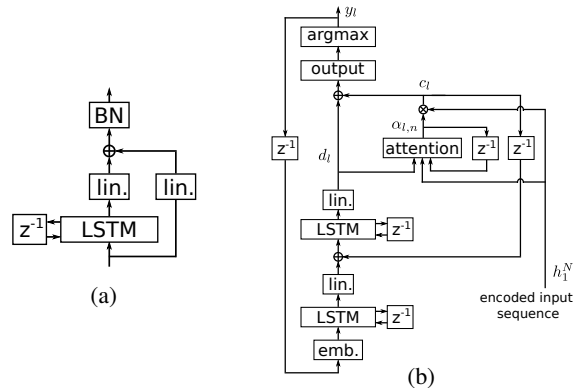 BN
lin.
lin.
z⁻¹
LSTM
(a)
y_l
argmax
output
c_l
α_{l,n}
z⁻¹
attention
z⁻¹
z⁻¹
d_l
lin.
LSTM
z⁻¹
lin.
h_1^N
encoded input
sequence
LSTM
z⁻¹
emb.
(b)